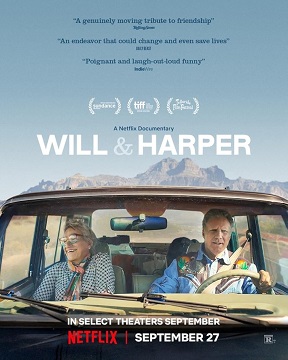 "A genuinely moving tribute to friendship"
"An endeavor that could change and even save lives"
"Poignant and laugh-out-loud funny"
IndieWire
sundance
tiff
A Netflix Documentary
WILL & HARPER
IN SELECT THEATERS SEPTEMBER
NETFLIX | SEPTEMBER 27
R